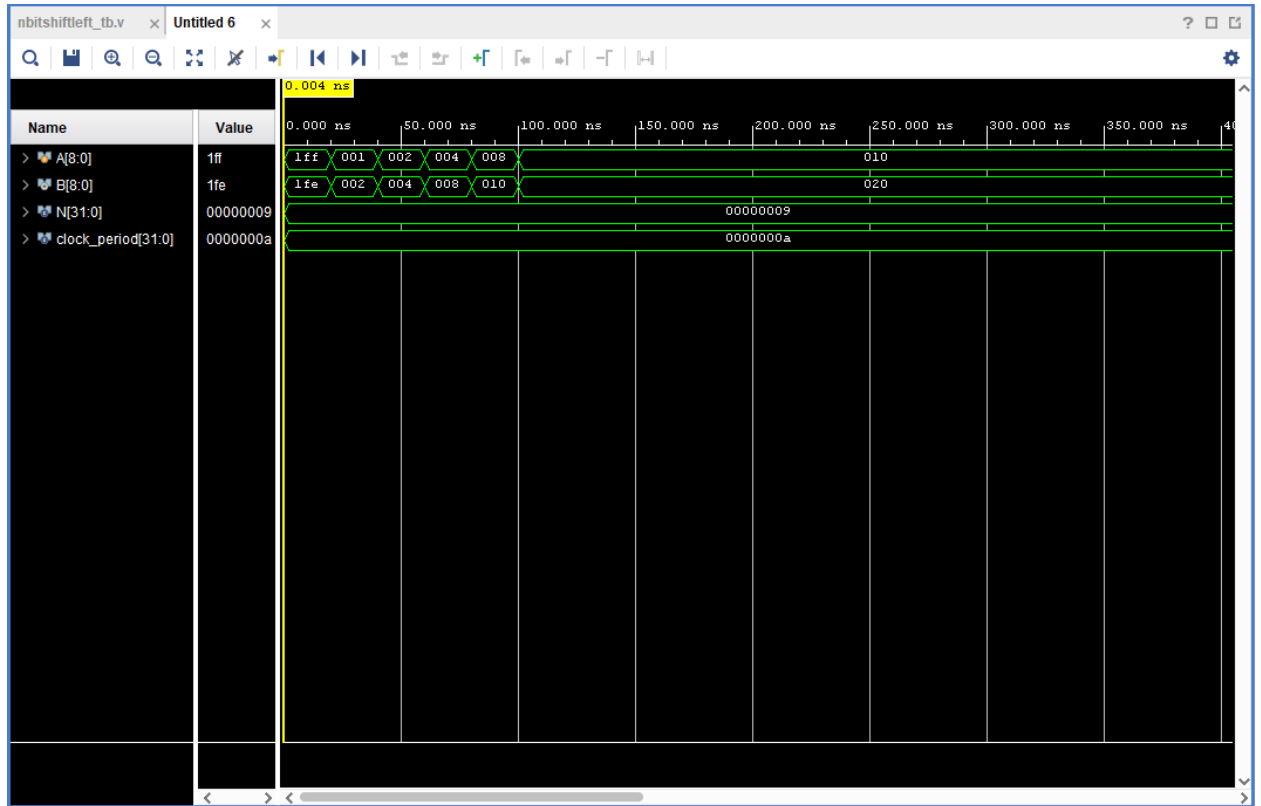 nbitshiftleft_tb.v × Untitled 6 ×
0.004 ns
Name Value 0.000 ns 50.000 ns 100.000 ns 150.000 ns 200.000 ns 250.000 ns 300.000 ns 350.000 ns
A[8:0] 1ff 1ff 001 002 004 008 010
B[8:0] 1fe 1fe 002 004 008 010 020
N[31:0] 00000009 00000009
clock_period[31:0] 0000000a 0000000a